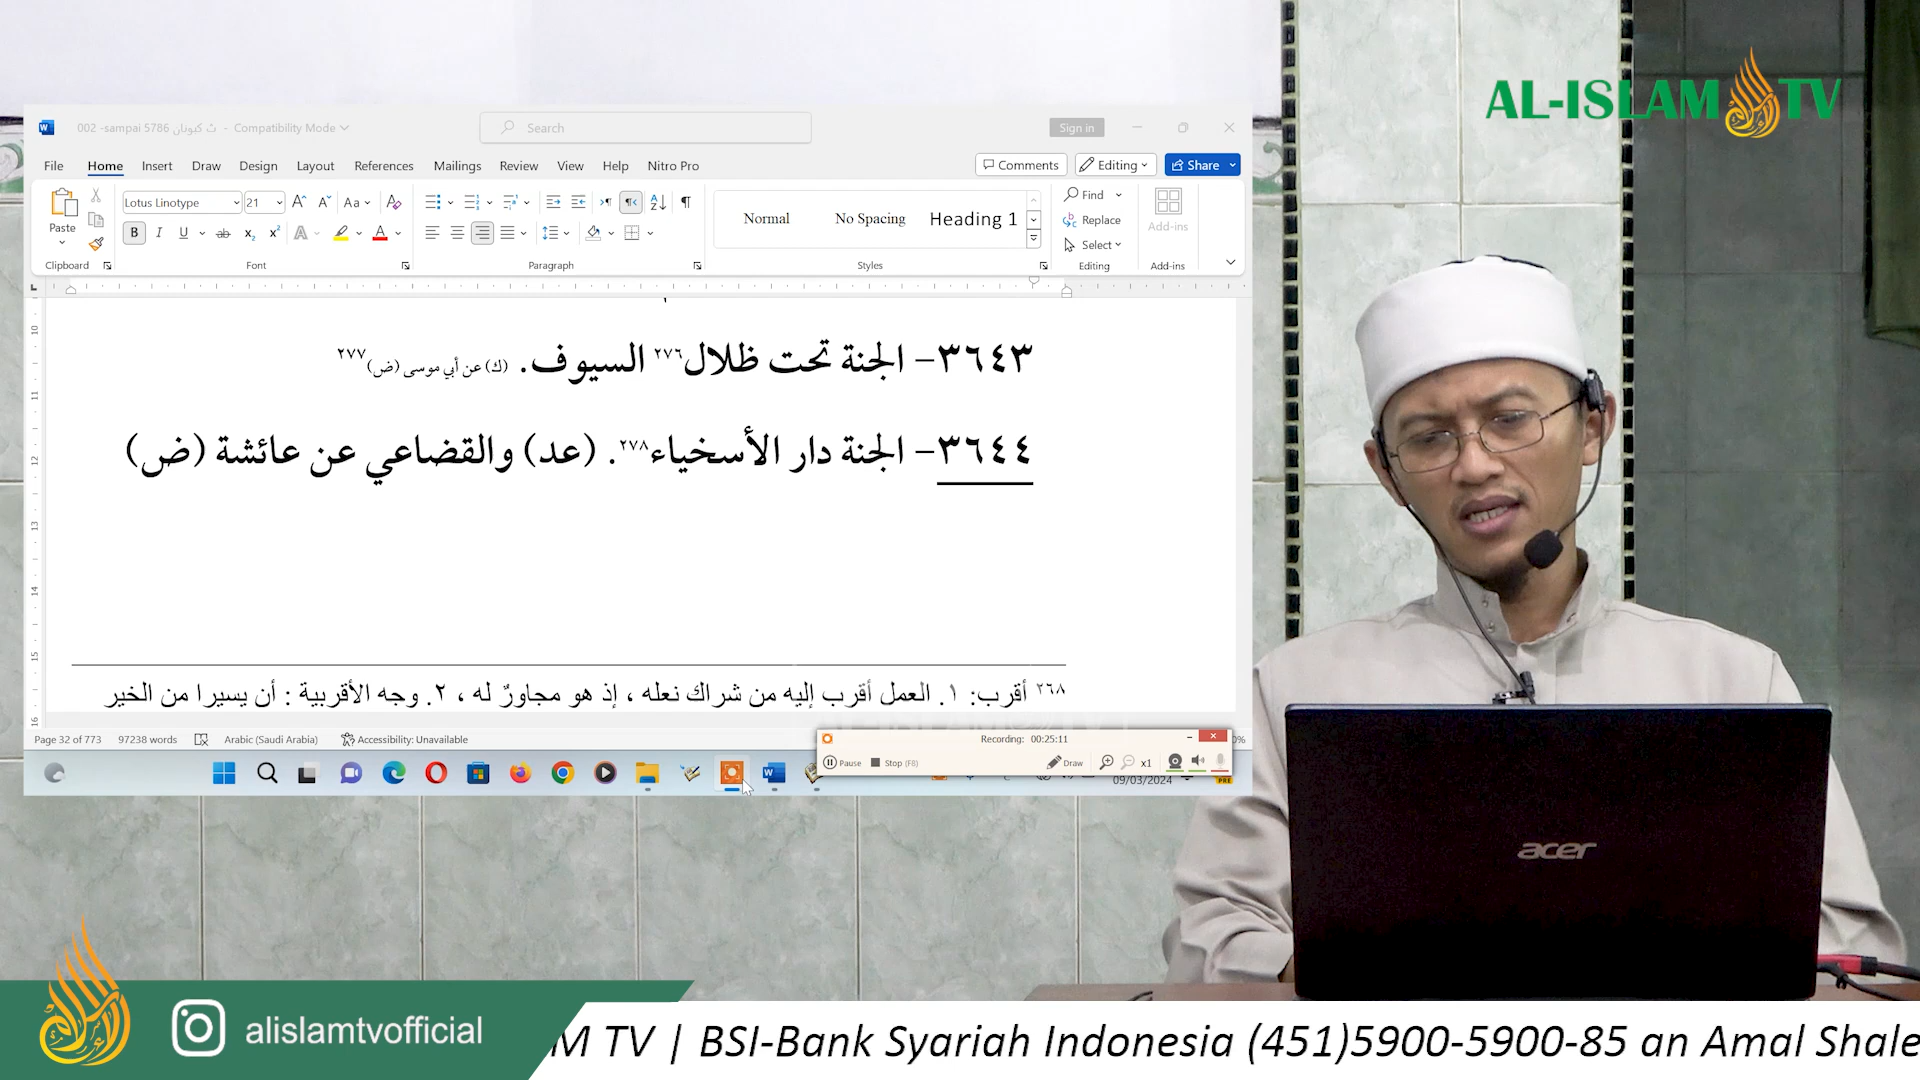 AL-ISLAM TV
002 -sampai 5786 ث كبونان - Compatibility Mode
Search
Sign in
File Home Insert Draw Design Layout References Mailings Review View Help Nitro Pro
Comments Editing Share
Paste
Lotus Linotype 21
Normal No Spacing Heading 1
Find
Replace
Select
Add-ins
Clipboard Font Paragraph Styles Editing Add-ins
٣٦٤٣- الجنة تحت ظلال٢٧٦ السيوف. (ك) عن أبي موسى (ض)٢٧٧
٣٦٤٤- الجنة دار الأسخياء٢٧٨. (عد) والقضاعي عن عائشة (ض)
٢٦٨ أقرب: ١. العمل أقرب إليه من شراك نعله ، إذ هو مجاورٌ له ، ٢. وجه الأقربية : أن يسيرا من الخير
Page 32 of 773 97238 words Arabic (Saudi Arabia) Accessibility: Unavailable
Recording: 00:25:11
Pause Stop (F8) Draw x1
09/03/2024
PRE
acer
alislamtvofficial
M TV | BSI-Bank Syariah Indonesia (451)5900-5900-85 an Amal Shale